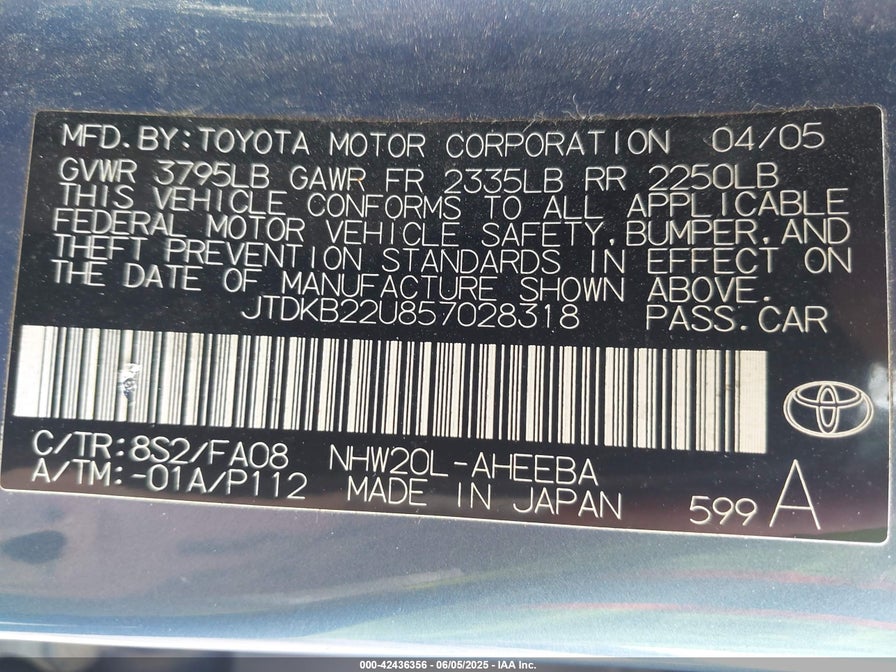 MFD.BY:TOYOTA MOTOR CORPORATION 04/05
GVWR 3795LB GAWR FR 2335LB RR 2250LB
THIS VEHICLE CONFORMS TO ALL APPLICABLE
FEDERAL MOTOR VEHICLE SAFETY,BUMPER,AND
THEFT PREVENTION STANDARDS IN EFFECT ON
THE DATE OF MANUFACTURE SHOWN ABOVE.
JTDKB22U857028318 PASS.CAR
C/TR:8S2/FA08 NHW20L-AHEEBA
A/TM:-01A/P112 MADE IN JAPAN 599 A
000-42436356 - 06/05/2025 - IAA Inc.